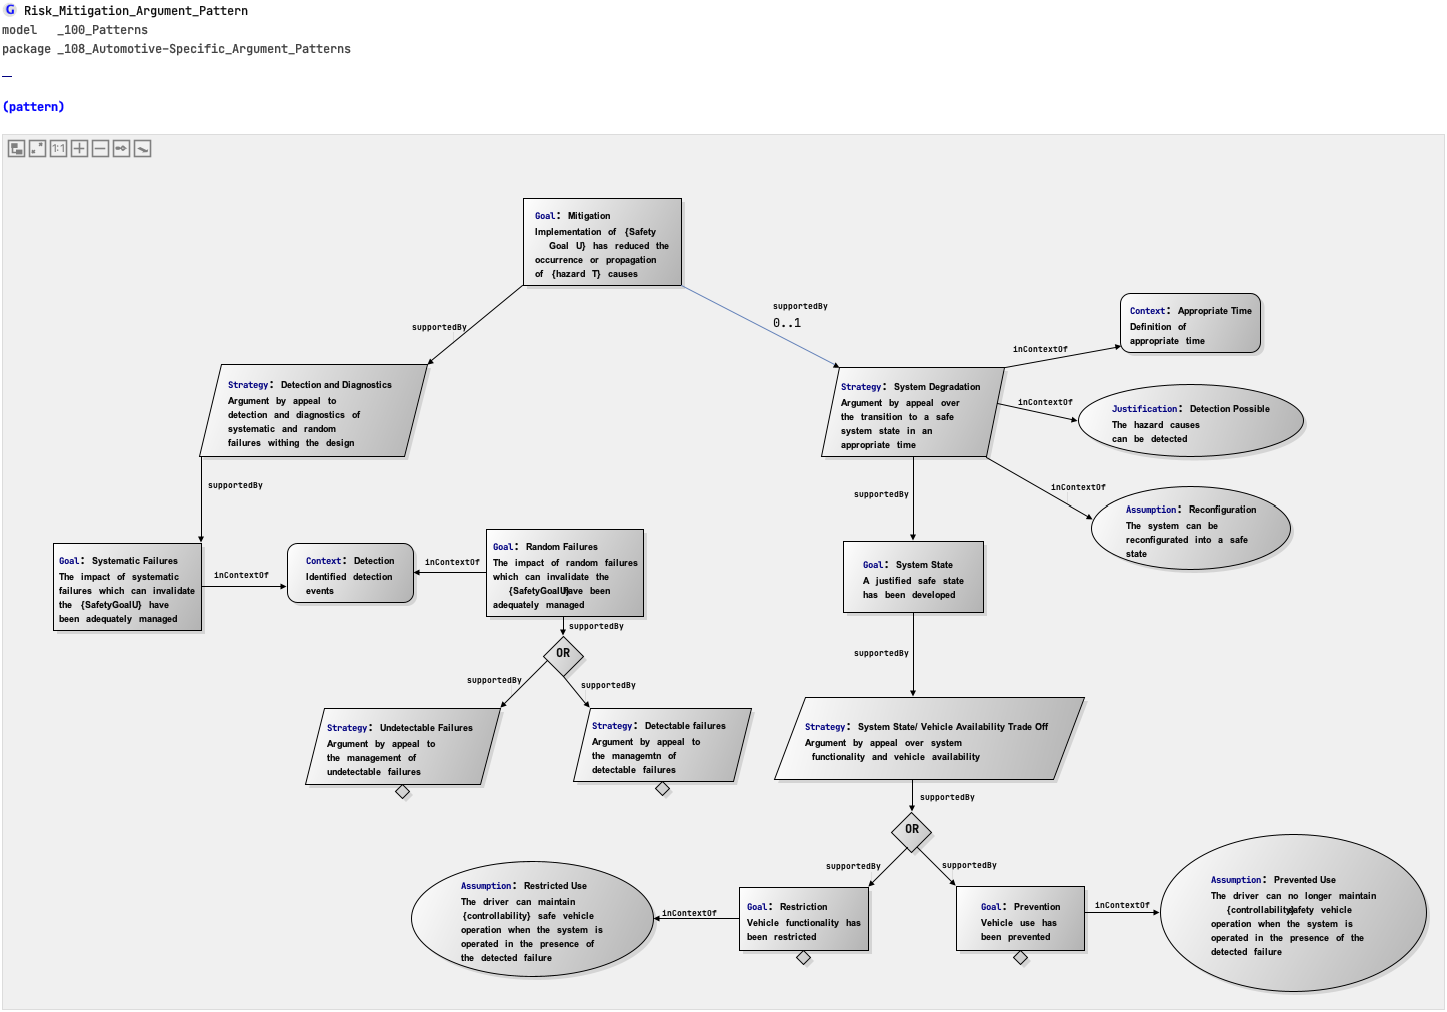 G Risk_Mitigation_Argument_Pattern
model _100_Patterns
package _108_Automotive-Specific_Argument_Patterns
(pattern)
1:1
Goal: Mitigation
Implementation of {Safety
Goal U} has reduced the
occurrence or propagation
of {hazard T} causes
supportedBy
supportedBy
0..1
Context: Appropriate Time
Definition of
appropriate time
inContextOf
Strategy: Detection and Diagnostics
Argument by appeal to
detection and diagnostics of
systematic and random
failures withing the design
Strategy: System Degradation
Argument by appeal over
the transition to a safe
system state in an
appropriate time
inContextOf
Justification: Detection Possible
The hazard causes
can be detected
supportedBy
supportedBy
inContextOf
Assumption: Reconfiguration
The system can be
reconfigurated into a safe
state
Goal: Systematic Failures
The impact of systematic
failures which can invalidate
the {SafetyGoalU} have
been adequately managed
inContextOf
Context: Detection
Identified detection
events
inContextOf
Goal: Random Failures
The impact of random failures
which can invalidate the
{SafetyGoalU}have been
adequately managed
Goal: System State
A justified safe state
has been developed
supportedBy
OR
supportedBy
supportedBy
supportedBy
Strategy: Undetectable Failures
Argument by appeal to
the management of
undetectable failures
Strategy: Detectable failures
Argument by appeal to
the managemtn of
detectable failures
Strategy: System State/ Vehicle Availability Trade Off
Argument by appeal over system
functionality and vehicle availability
supportedBy
OR
supportedBy
supportedBy
Assumption: Restricted Use
The driver can maintain
{controllability} safe vehicle
operation when the system is
operated in the presence of
the detected failure
inContextOf
Goal: Restriction
Vehicle functionality has
been restricted
Goal: Prevention
Vehicle use has
been prevented
inContextOf
Assumption: Prevented Use
The driver can no longer maintain
{controllability}safety vehicle
operation when the system is
operated in the presence of the
detected failure